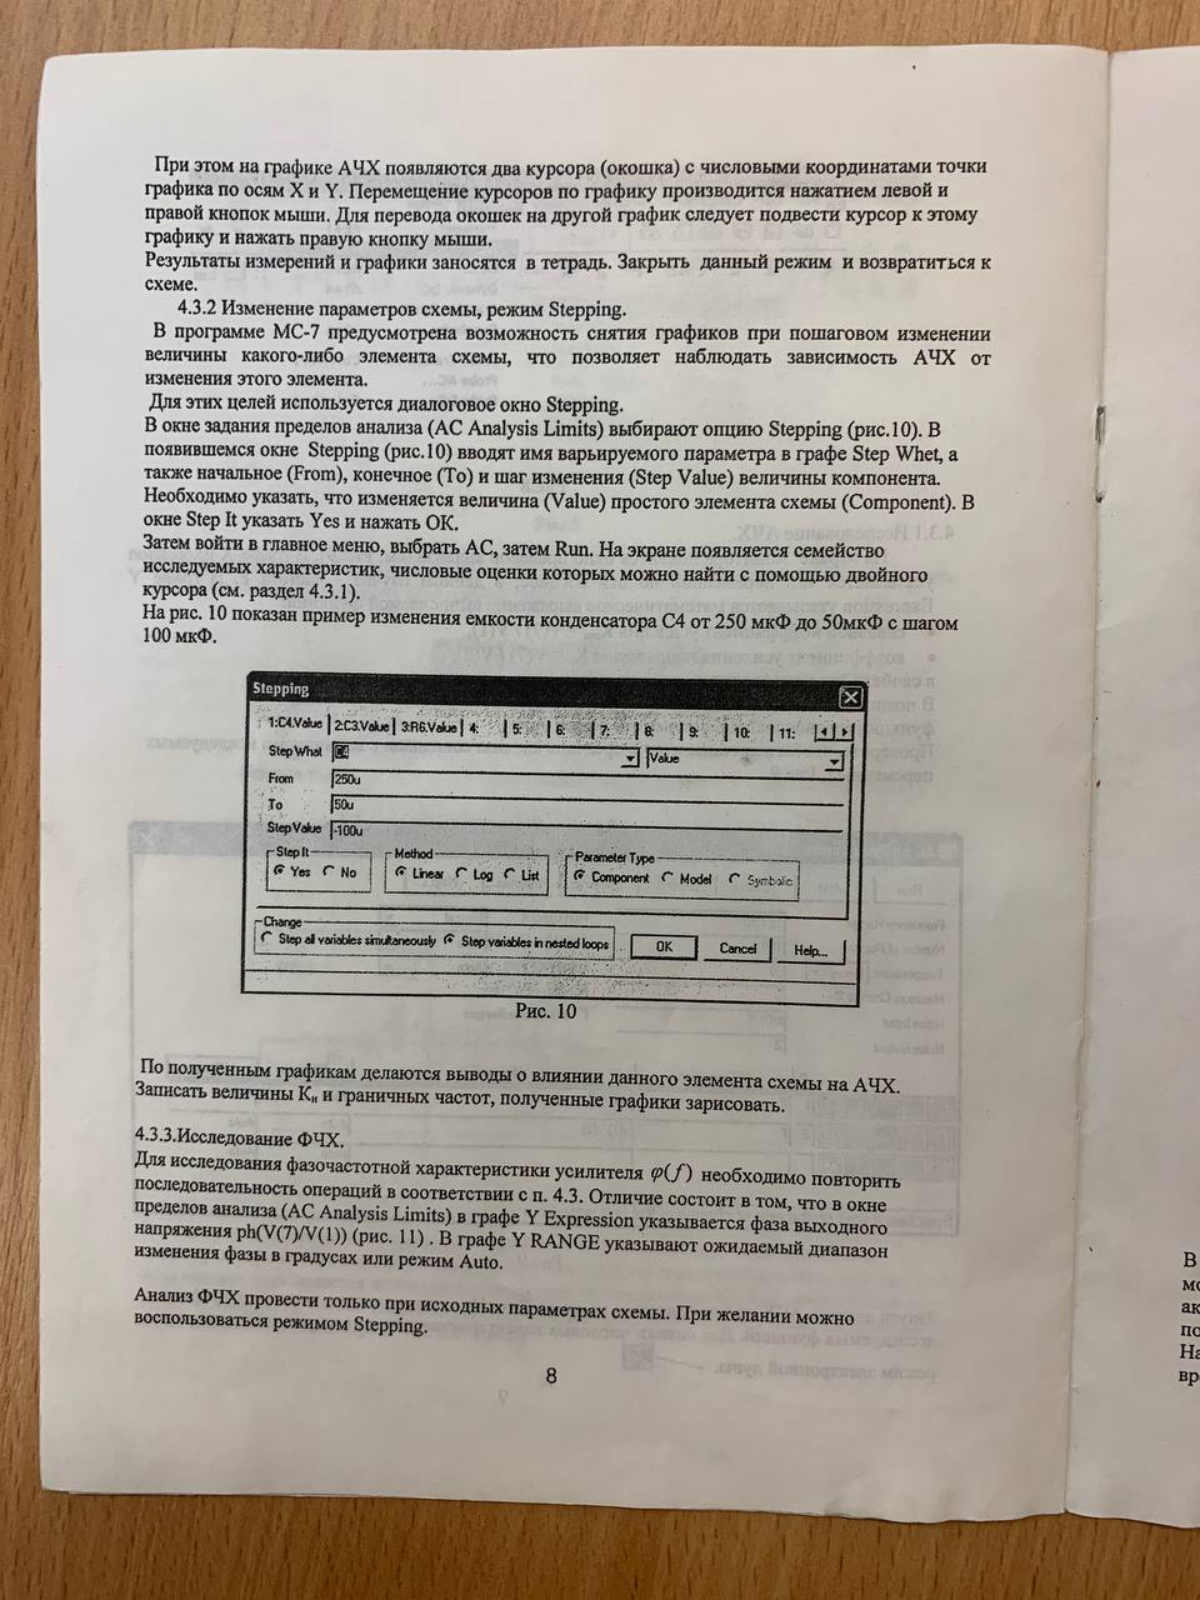 При этом на графике АЧХ появляются два курсора (окошка) с числовыми координатами точки
графика по осям X и Y. Перемещение курсоров по графику производится нажатием левой и
правой кнопок мыши. Для перевода окошек на другой график следует подвести курсор к этому
графику и нажать правую кнопку мыши.
Результаты измерений и графики заносятся в тетрадь. Закрыть данный режим и возвратиться к
схеме.
4.3.2 Изменение параметров схемы, режим Stepping.
В программе МС-7 предусмотрена возможность снятия графиков при пошаговом изменении
величины какого-либо элемента схемы, что позволяет наблюдать зависимость АЧХ от
изменения этого элемента.
Для этих целей используется диалоговое окно Stepping.
В окне задания пределов анализа (AC Analysis Limits) выбирают опцию Stepping (рис.10). В
появившемся окне Stepping (рис.10) вводят имя варьируемого параметра в графе Step Whet, а
также начальное (From), конечное (To) и шаг изменения (Step Value) величины компонента.
Необходимо указать, что изменяется величина (Value) простого элемента схемы (Component). В
окне Step It указать Yes и нажать OK.
Затем войти в главное меню, выбрать AC, затем Run. На экране появляется семейство
исследуемых характеристик, числовые оценки которых можно найти с помощью двойного
курсора (см. раздел 4.3.1).
На рис. 10 показан пример изменения емкости конденсатора С4 от 250 мкФ до 50мкФ с шагом
100 мкФ.
Stepping
1:C4.Value 2:C3.Value 3:R6.Value 4: 5: 6: 7: 8: 9: 10: 11:
Step What C4 Value
From 250u
To 50u
Step Value -100u
Step It Method Parameter Type
Yes No Linear Log List Component Model Symbolic
Change
Step all variables simultaneously Step variables in nested loops OK Cancel Help...
Рис. 10
По полученным графикам делаются выводы о влиянии данного элемента схемы на АЧХ.
Записать величины Kи и граничных частот, полученные графики зарисовать.
4.3.3.Исследование ФЧХ.
Для исследования фазочастотной характеристики усилителя φ(f) необходимо повторить
последовательность операций в соответствии с п. 4.3. Отличие состоит в том, что в окне
пределов анализа (AC Analysis Limits) в графе Y Expression указывается фаза выходного
напряжения ph(V(7)/V(1)) (рис. 11) . В графе Y RANGE указывают ожидаемый диапазон
изменения фазы в градусах или режим Auto.
Анализ ФЧХ провести только при исходных параметрах схемы. При желании можно
воспользоваться режимом Stepping.
8
В
мо
ак
по
На
вр